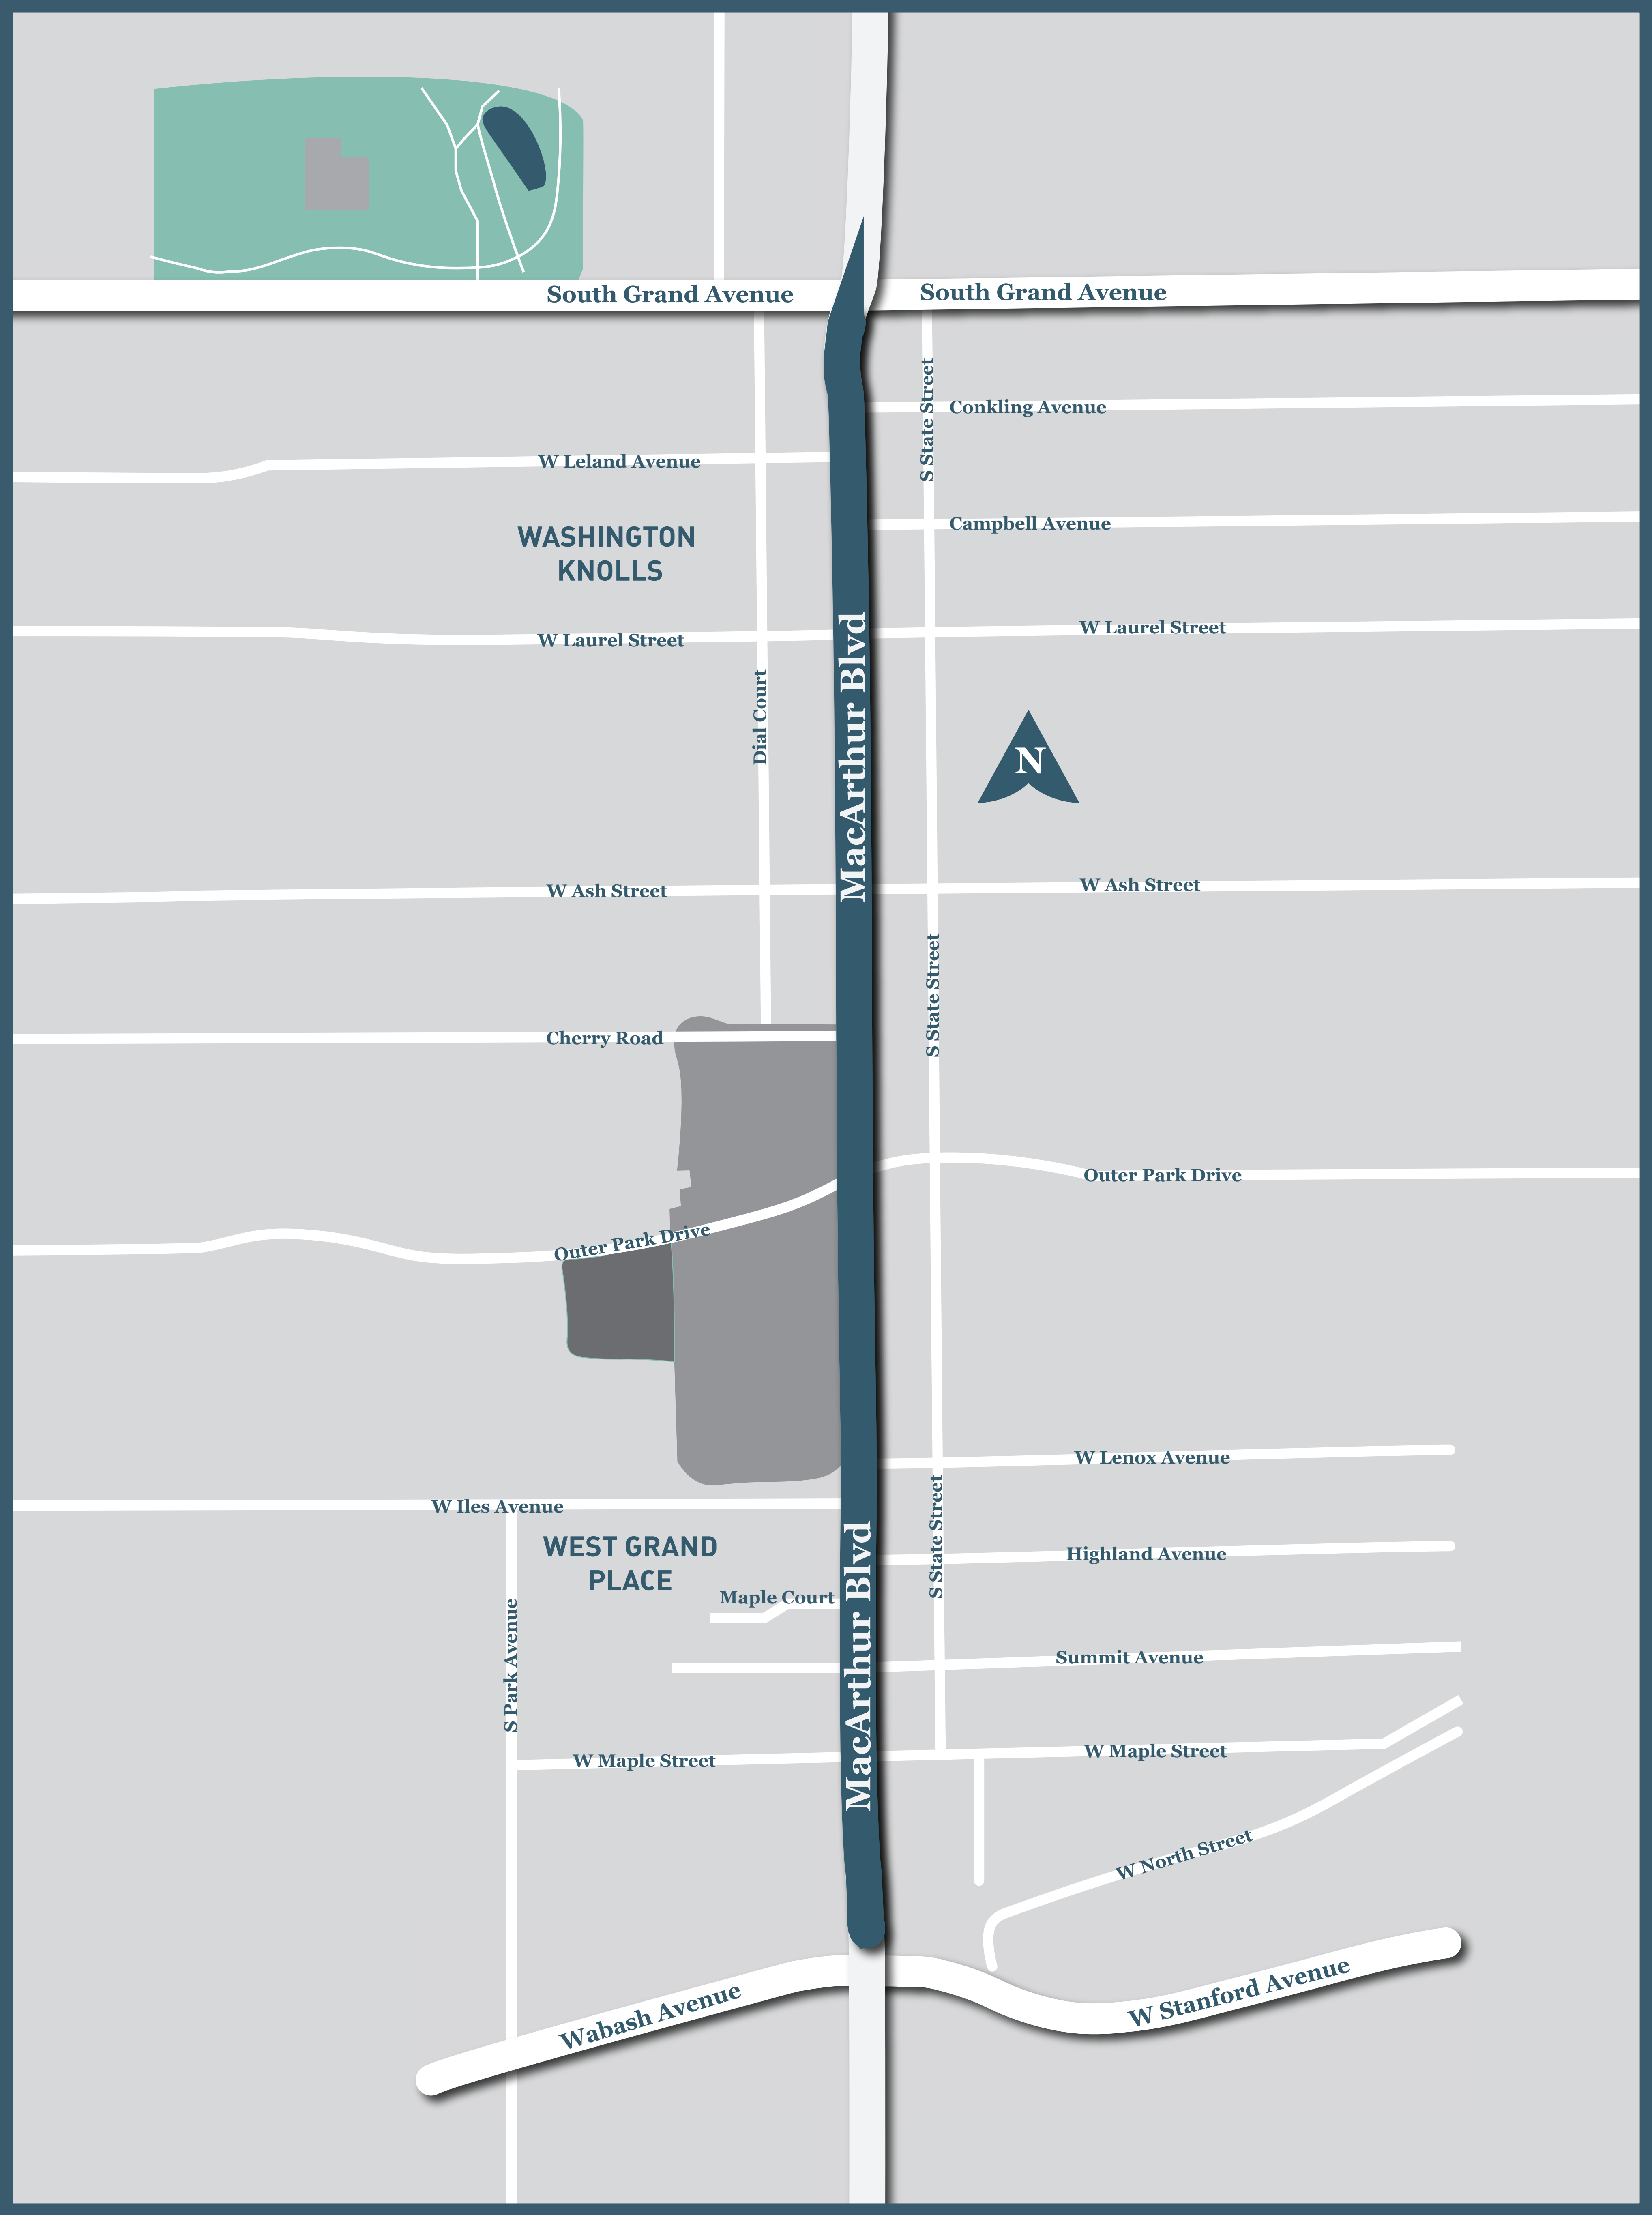 South Grand Avenue
South Grand Avenue
S State Street
Conkling Avenue
W Leland Avenue
Campbell Avenue
WASHINGTON
KNOLLS
W Laurel Street
W Laurel Street
MacArthur Blvd
Dial Court
N
W Ash Street
W Ash Street
S State Street
Cherry Road
Outer Park Drive
Outer Park Drive
W Lenox Avenue
W Iles Avenue
S State Street
WEST GRAND
PLACE
MacArthur Blvd
Highland Avenue
Maple Court
S Park Avenue
Summit Avenue
W Maple Street
W Maple Street
W North Street
Wabash Avenue
W Stanford Avenue